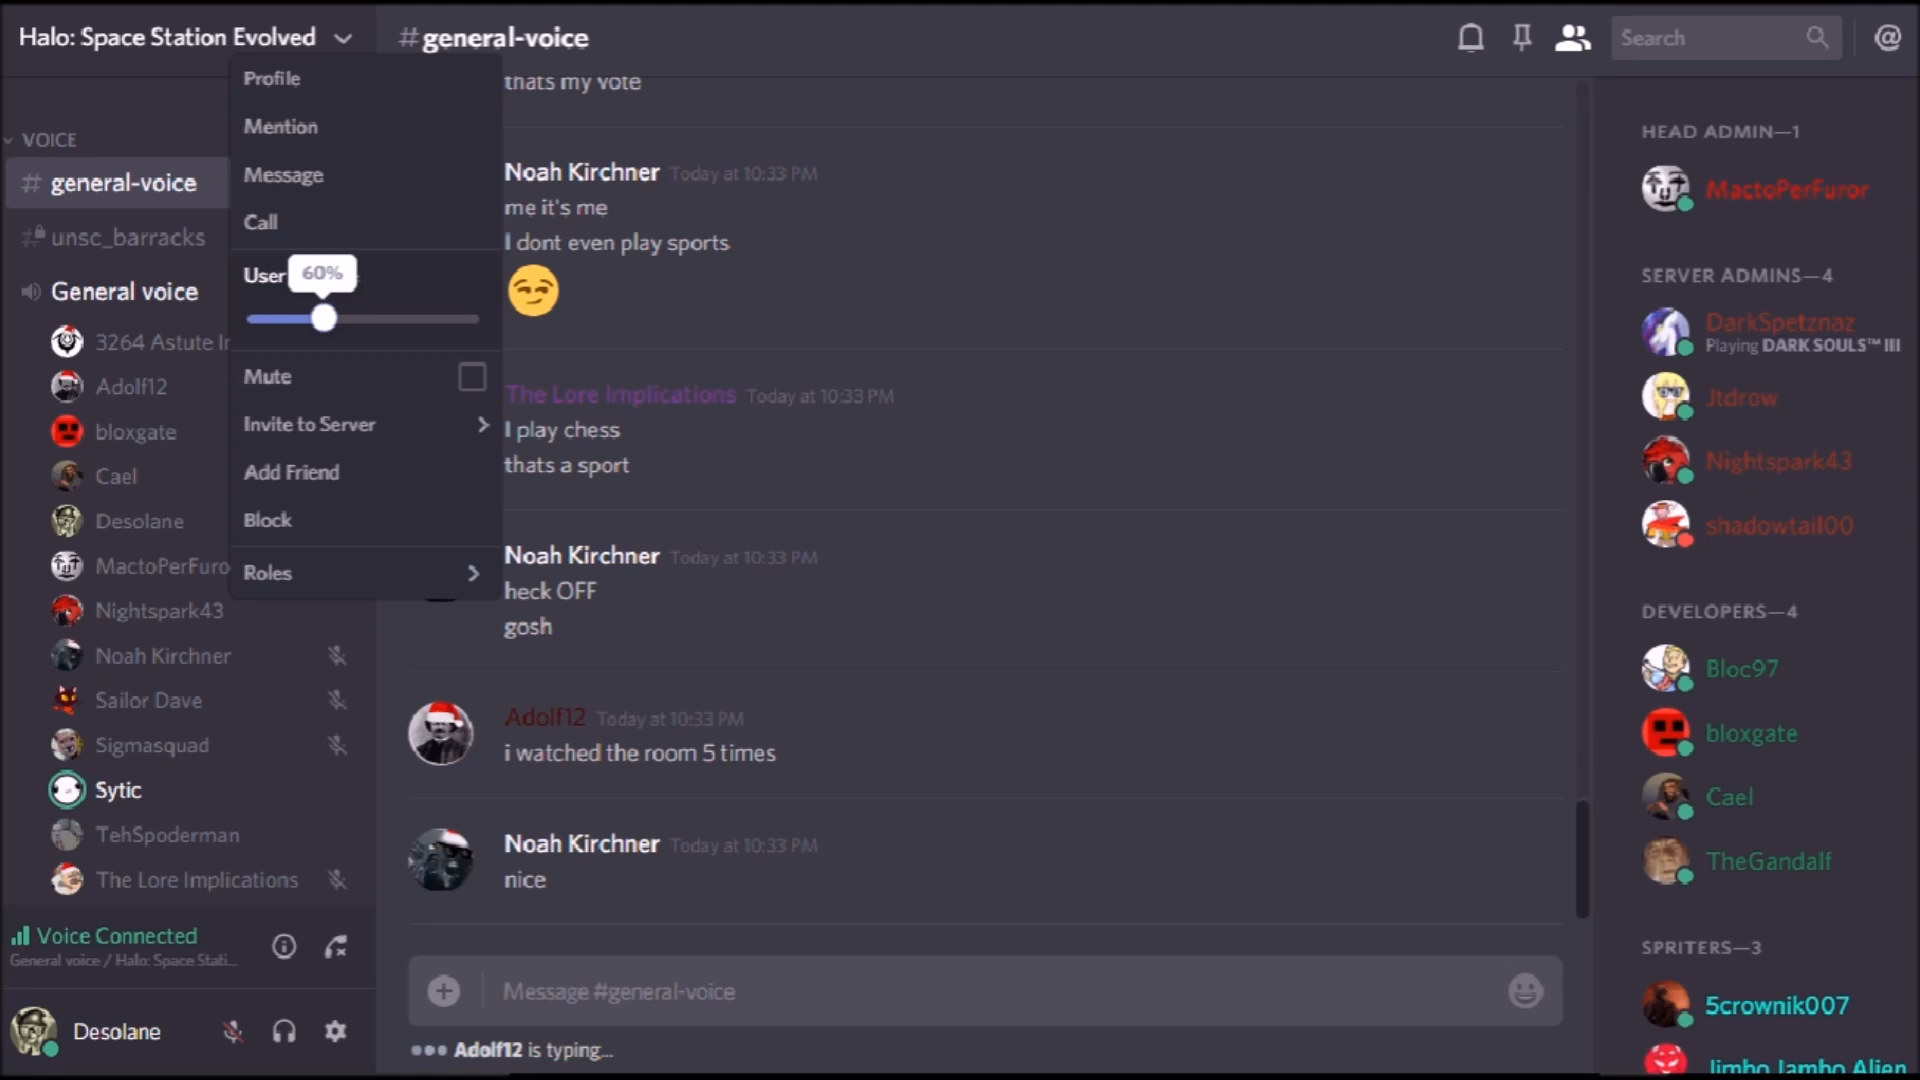 Halo: Space Station Evolved
#general-voice
Search
@
VOICE
# general-voice
# unsc_barracks
General voice
3264 Astute
Adolf12
bloxgate
Cael
Desolane
MactoPerFuro
Nightspark43
Noah Kirchner
Sailor Dave
Sigmasquad
Sytic
TehSpoderman
The Lore Implications
Voice Connected
General voice / Halo: Space Stati...
Desolane
Profile
Mention
Message
Call
User
60%
Mute
Invite to Server
Add Friend
Block
Roles
thats my vote
Noah Kirchner Today at 10:33 PM
me it's me
I dont even play sports
The Lore Implications Today at 10:33 PM
I play chess
thats a sport
Noah Kirchner Today at 10:33 PM
heck OFF
gosh
Adolf12 Today at 10:33 PM
i watched the room 5 times
Noah Kirchner Today at 10:33 PM
nice
Message #general-voice
Adolf12 is typing...
HEAD ADMIN—1
MactoPerFuror
SERVER ADMINS—4
DarkSpetznaz
Playing DARK SOULS™ III
Jtdrow
Nightspark43
shadowtail00
DEVELOPERS—4
Bloc97
bloxgate
Cael
TheGandalf
SPRITERS—3
5crownik007
Jimbo Jambo Alien